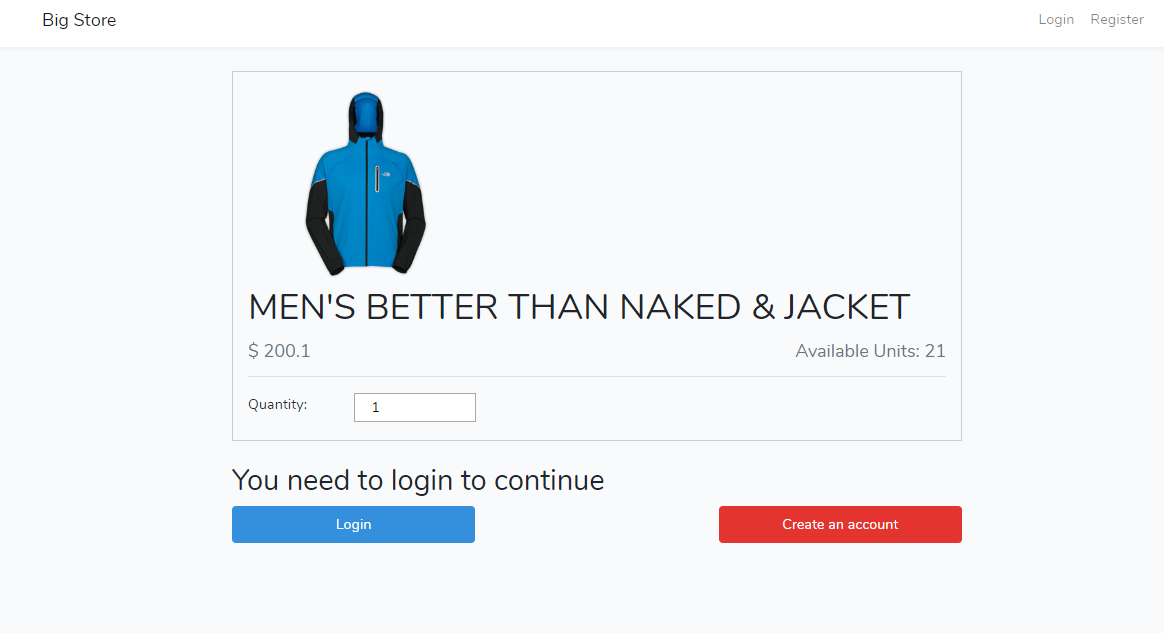 Big Store
Login Register
MEN'S BETTER THAN NAKED & JACKET
$ 200.1 Available Units: 21
Quantity: 1
You need to login to continue
Login Create an account